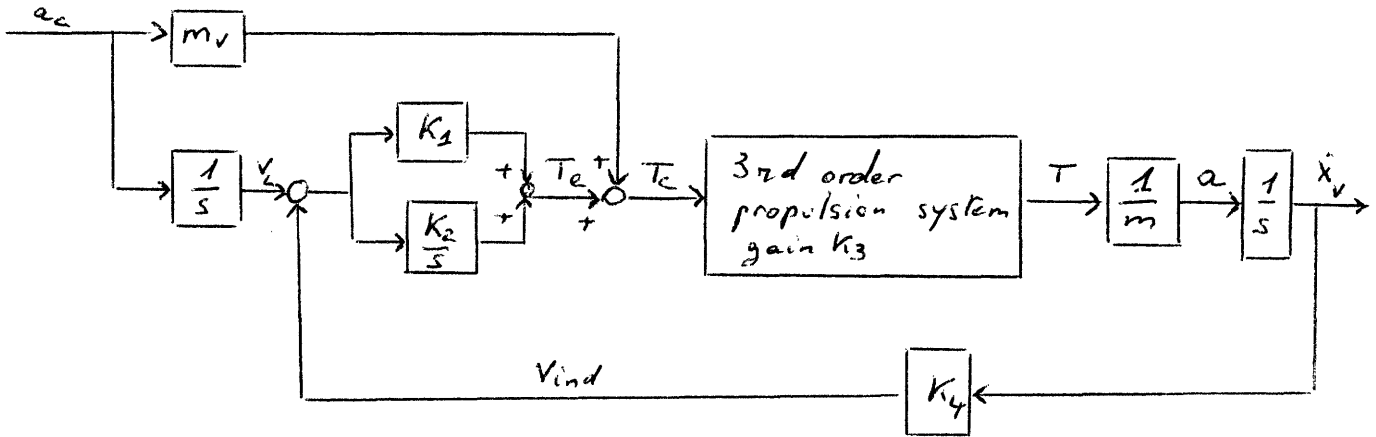 a_c
m_v
K_1
1/s
V_c
K_2/s
+
+
T_e
+
+
T_c
3rd order
propulsion system
gain K_3
T
1/m
a
1/s
ẋ_v
V_ind
K_4